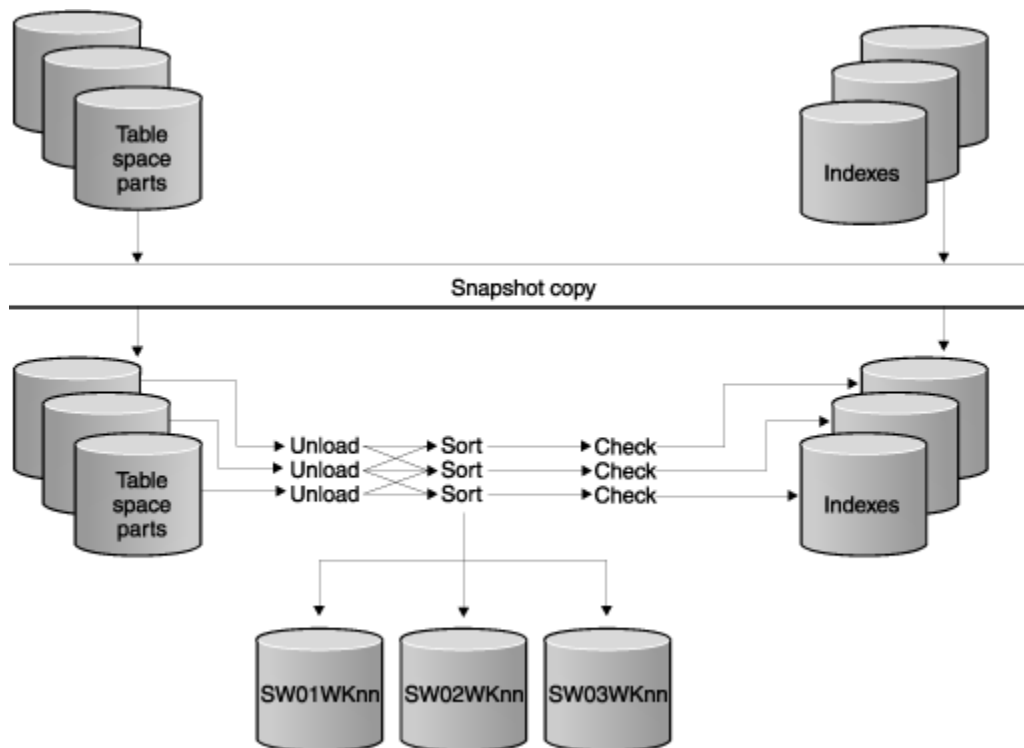 Table
space
parts
Indexes
Snapshot copy
Unload Sort Check
Unload Sort Check
Unload Sort Check
Table
space
parts
Indexes
SW01WKnn SW02WKnn SW03WKnn